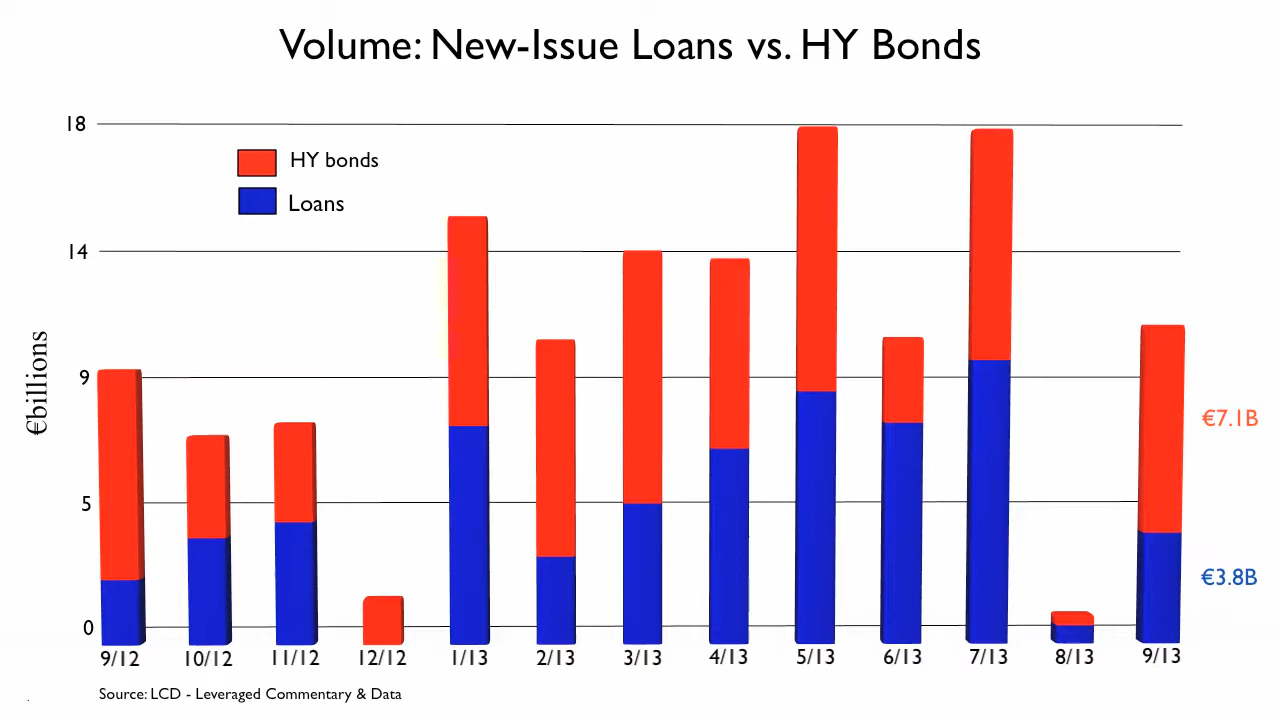 Volume: New-Issue Loans vs. HY Bonds
18
HY bonds
Loans
14
€billions
9
€7.1B
5
€3.8B
0
9/12 10/12 11/12 12/12 1/13 2/13 3/13 4/13 5/13 6/13 7/13 8/13 9/13
Source: LCD - Leveraged Commentary & Data